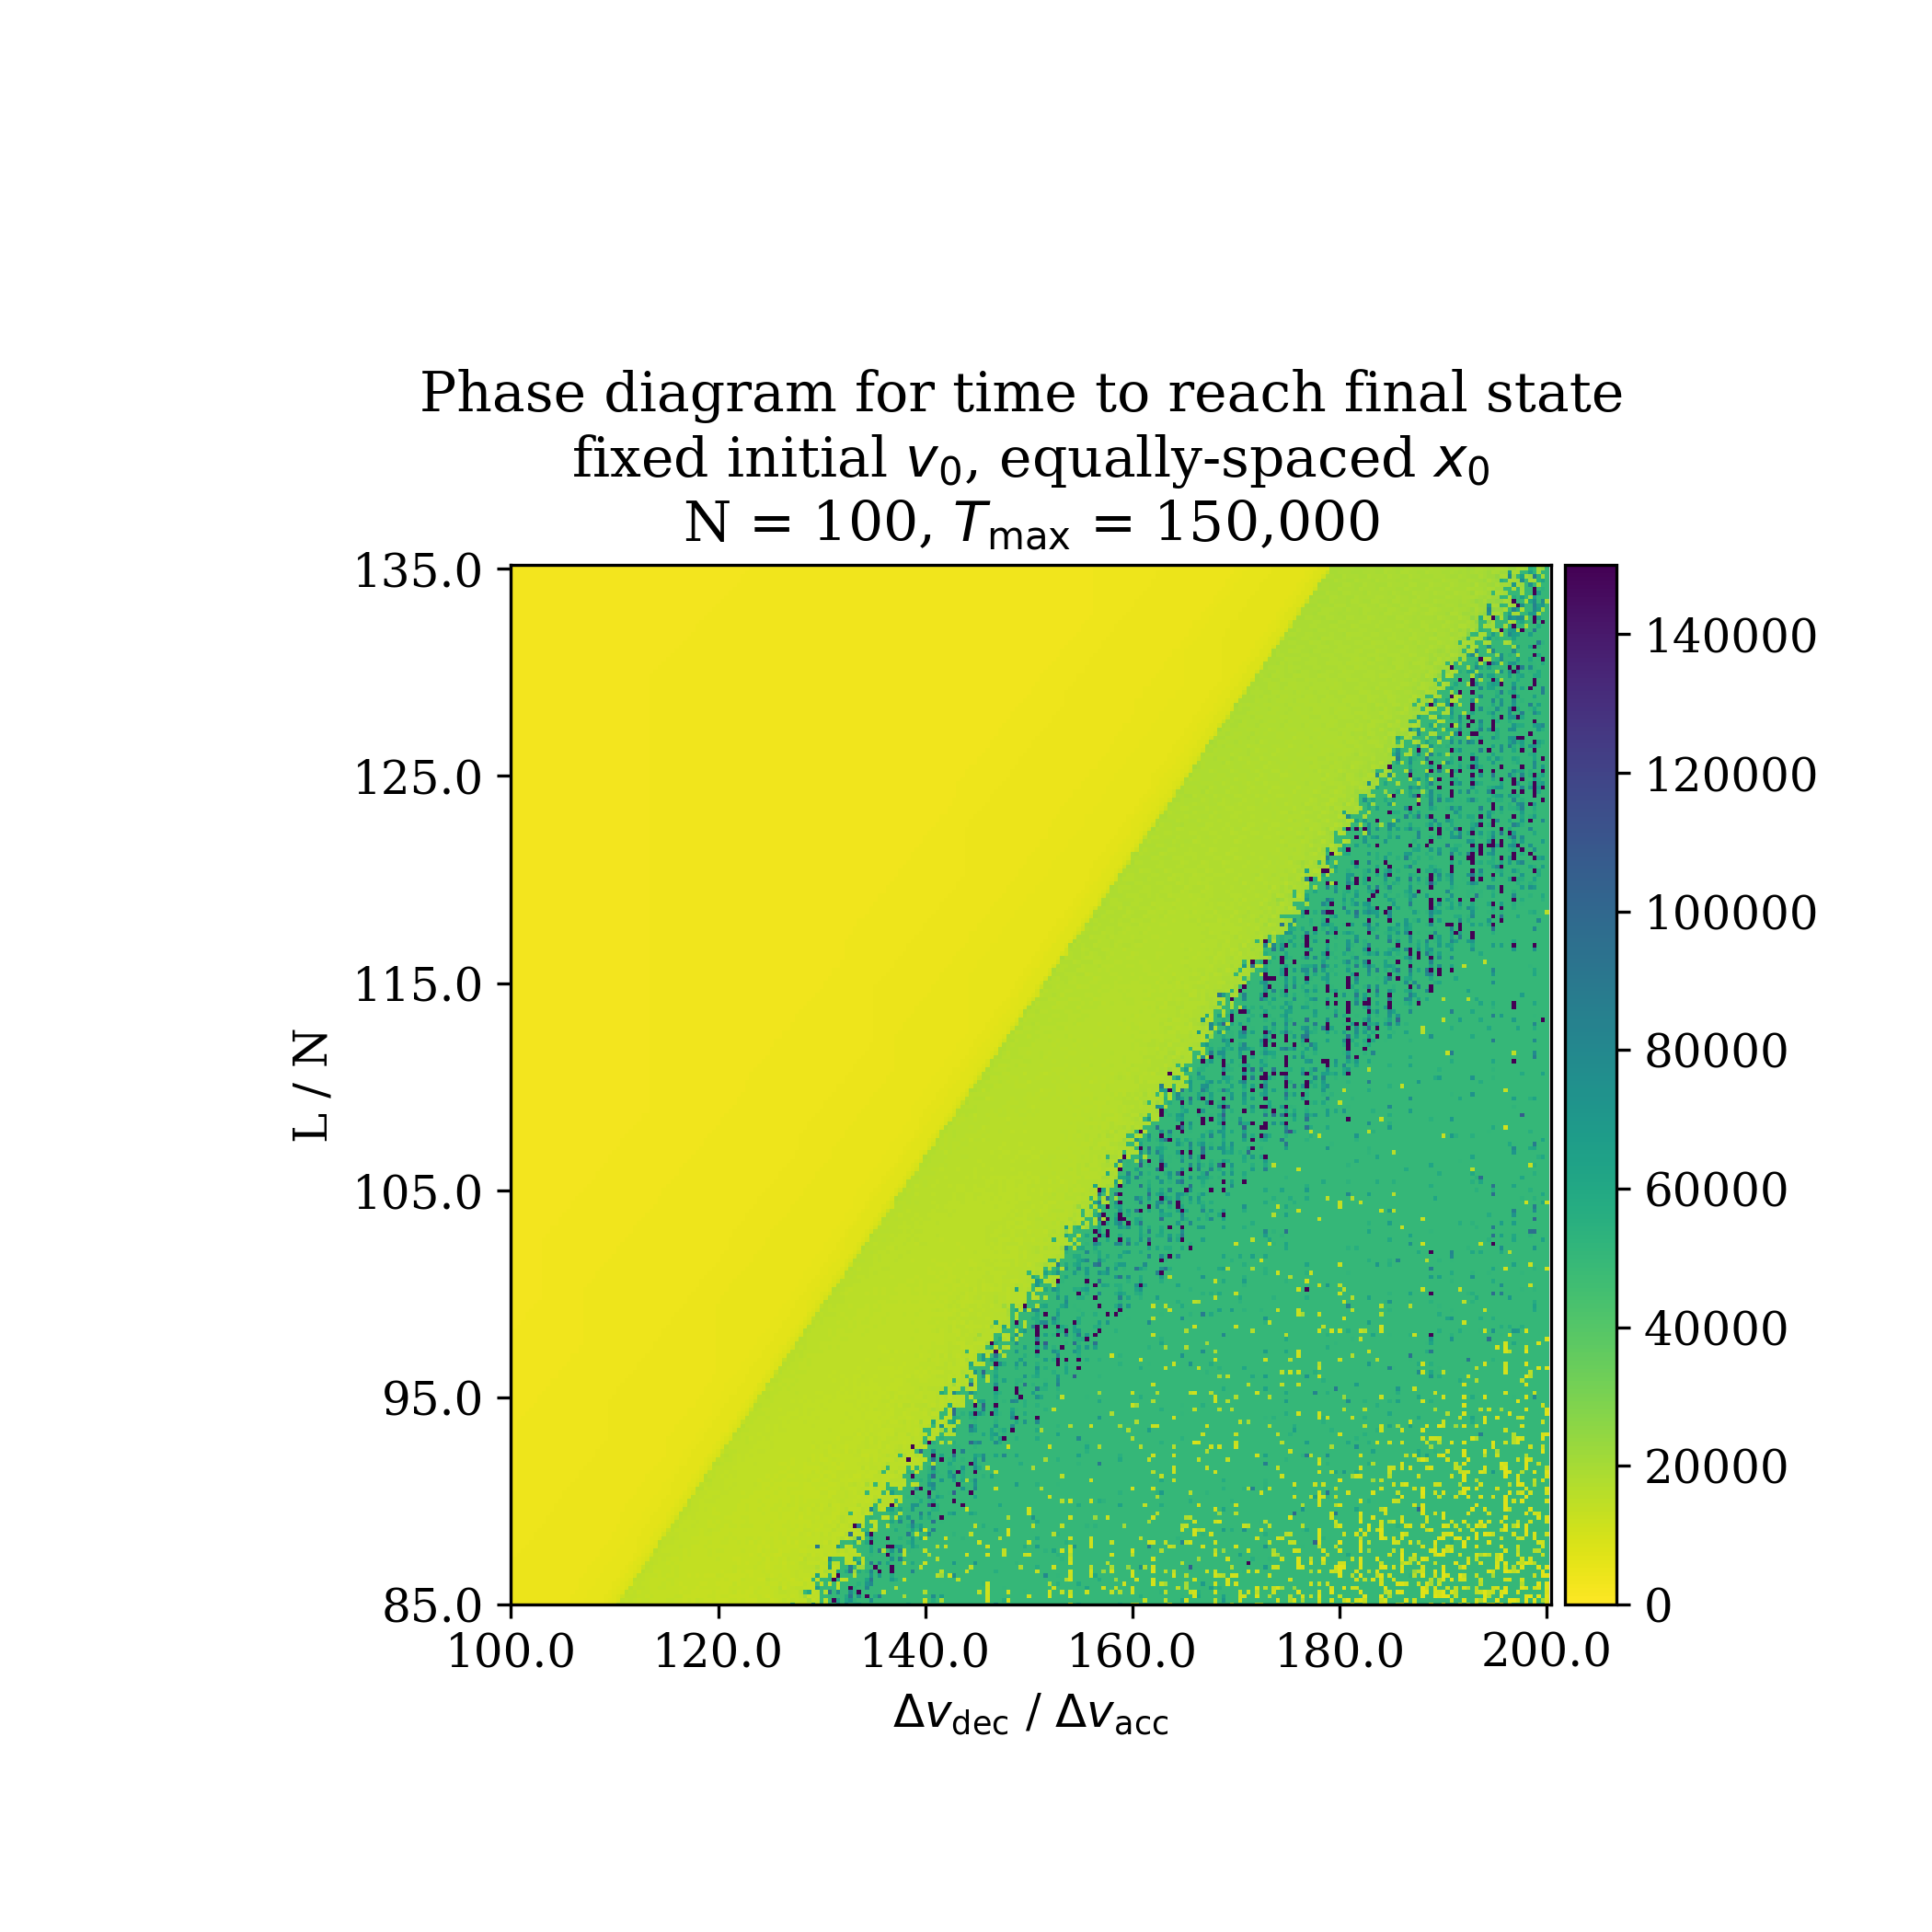 Phase diagram for time to reach final state
fixed initial v₀, equally-spaced x₀
N = 100, Tₘₐₓ = 150,000
135.0
125.0
115.0
105.0
95.0
85.0
L / N
100.0 120.0 140.0 160.0 180.0 200.0
Δv_dec / Δv_acc
140000
120000
100000
80000
60000
40000
20000
0